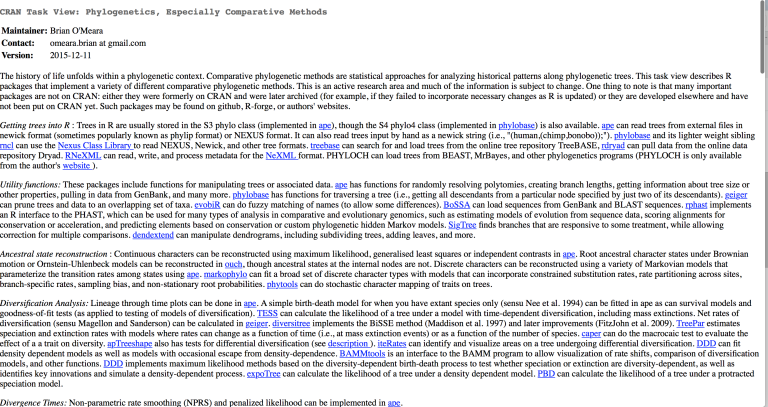 CRAN Task View: Phylogenetics, Especially Comparative Methods
Maintainer: Brian O'Meara
Contact: omeara.brian at gmail.com
Version: 2015-12-11
The history of life unfolds within a phylogenetic context. Comparative phylogenetic methods are statistical approaches for analyzing historical patterns along phylogenetic trees. This task view describes R
packages that implement a variety of different comparative phylogenetic methods. This is an active research area and much of the information is subject to change. One thing to note is that many important
packages are not on CRAN: either they were formerly on CRAN and were later archived (for example, if they failed to incorporate necessary changes as R is updated) or they are developed elsewhere and have
not been put on CRAN yet. Such packages may be found on github, R-forge, or authors' websites.
Getting trees into R : Trees in R are usually stored in the S3 phylo class (implemented in ape), though the S4 phylo4 class (implemented in phylobase) is also available. ape can read trees from external files in
newick format (sometimes popularly known as phylip format) or NEXUS format. It can also read trees input by hand as a newick string (i.e., "(human,(chimp,bonobo));"). phylobase and its lighter weight sibling
rncl can use the Nexus Class Library to read NEXUS, Newick, and other tree formats. treebase can search for and load trees from the online tree repository TreeBASE, rdryad can pull data from the online data
repository Dryad. RNeXML can read, write, and process metadata for the NeXML format. PHYLOCH can load trees from BEAST, MrBayes, and other phylogenetics programs (PHYLOCH is only available
from the author's website ).
Utility functions: These packages include functions for manipulating trees or associated data. ape has functions for randomly resolving polytomies, creating branch lengths, getting information about tree size or
other properties, pulling in data from GenBank, and many more. phylobase has functions for traversing a tree (i.e., getting all descendants from a particular node specified by just two of its descendants). geiger
can prune trees and data to an overlapping set of taxa. evobiR can do fuzzy matching of names (to allow some differences). BoSSA can load sequences from GenBank and BLAST sequences. rphast implements
an R interface to the PHAST, which can be used for many types of analysis in comparative and evolutionary genomics, such as estimating models of evolution from sequence data, scoring alignments for
conservation or acceleration, and predicting elements based on conservation or custom phylogenetic hidden Markov models. SigTree finds branches that are responsive to some treatment, while allowing
correction for multiple comparisons. dendextend can manipulate dendrograms, including subdividing trees, adding leaves, and more.
Ancestral state reconstruction : Continuous characters can be reconstructed using maximum likelihood, generalised least squares or independent contrasts in ape. Root ancestral character states under Brownian
motion or Ornstein-Uhlenbeck models can be reconstructed in ouch, though ancestral states at the internal nodes are not. Discrete characters can be reconstructed using a variety of Markovian models that
parameterize the transition rates among states using ape. markophylo can fit a broad set of discrete character types with models that can incorporate constrained substitution rates, rate partitioning across sites,
branch-specific rates, sampling bias, and non-stationary root probabilities. phytools can do stochastic character mapping of traits on trees.
Diversification Analysis: Lineage through time plots can be done in ape. A simple birth-death model for when you have extant species only (sensu Nee et al. 1994) can be fitted in ape as can survival models and
goodness-of-fit tests (as applied to testing of models of diversification). TESS can calculate the likelihood of a tree under a model with time-dependent diversification, including mass extinctions. Net rates of
diversification (sensu Magellon and Sanderson) can be calculated in geiger. diversitree implements the BiSSE method (Maddison et al. 1997) and later improvements (FitzJohn et al. 2009). TreePar estimates
speciation and extinction rates with models where rates can change as a function of time (i.e., at mass extinction events) or as a function of the number of species. caper can do the macrocaic test to evaluate the
effect of a a trait on diversity. apTreeshape also has tests for differential diversification (see description ). iteRates can identify and visualize areas on a tree undergoing differential diversification. DDD can fit
density dependent models as well as models with occasional escape from density-dependence. BAMMtools is an interface to the BAMM program to allow visualization of rate shifts, comparison of diversification
models, and other functions. DDD implements maximum likelihood methods based on the diversity-dependent birth-death process to test whether speciation or extinction are diversity-dependent, as well as
identifies key innovations and simulate a density-dependent process. expoTree can calculate the likelihood of a tree under a density dependent model. PBD can calculate the likelihood of a tree under a protracted
speciation model.
Divergence Times: Non-parametric rate smoothing (NPRS) and penalized likelihood can be implemented in ape.